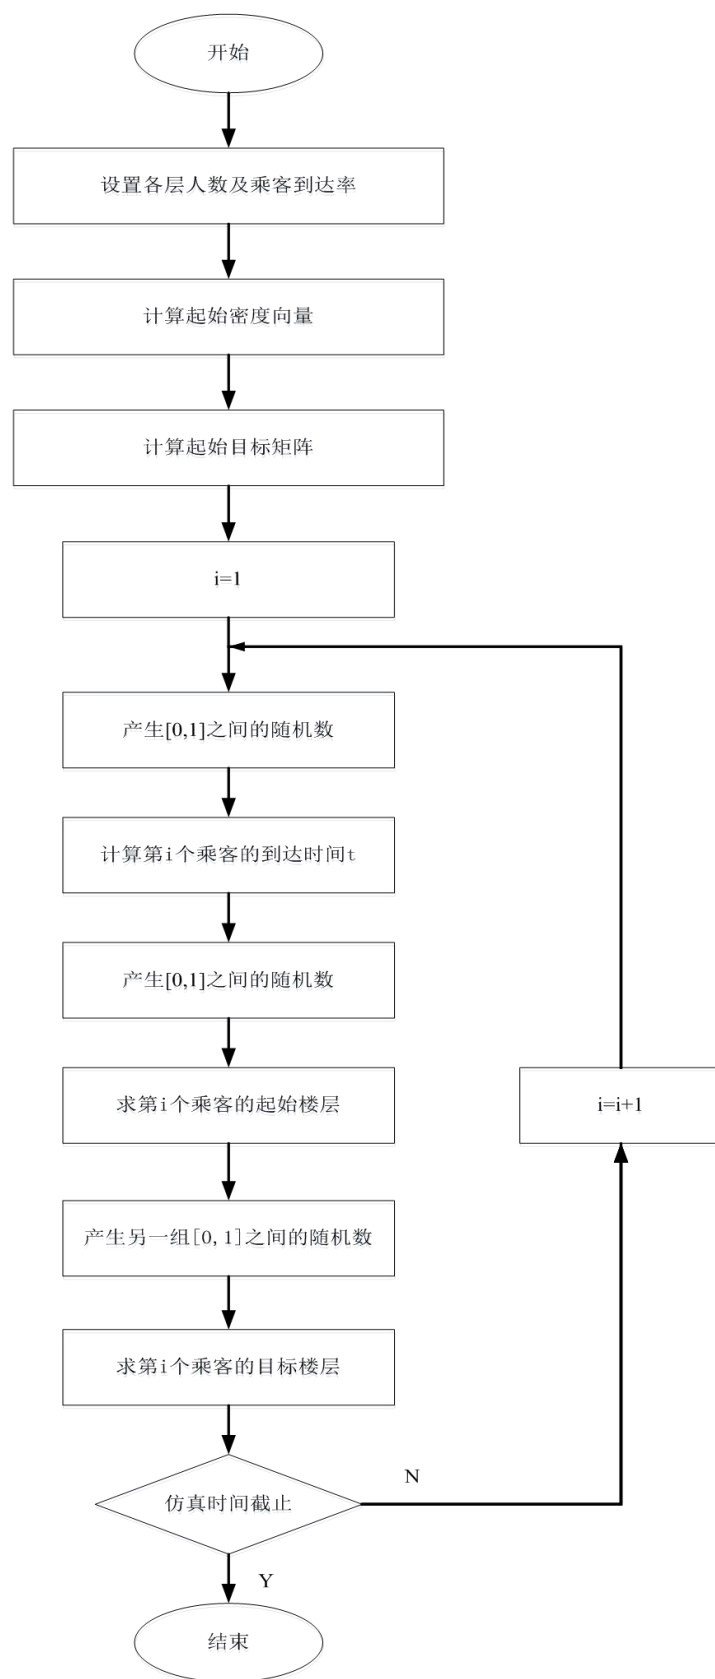 开始
设置各层人数及乘客到达率
计算起始密度向量
计算起始目标矩阵
i=1
产生[0,1]之间的随机数
计算第i个乘客的到达时间t
产生[0,1]之间的随机数
求第i个乘客的起始楼层
i=i+1
产生另一组[0,1]之间的随机数
求第i个乘客的目标楼层
仿真时间截止
N
Y
结束